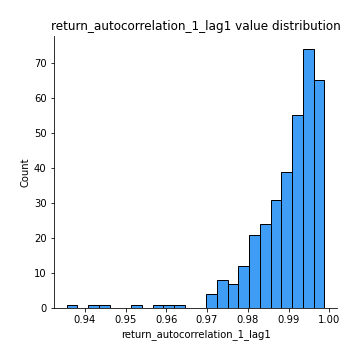 return_autocorrelation_1_lag1 value distribution
70
60
50
40
30
20
10
0
Count
0.94 0.95 0.96 0.97 0.98 0.99 1.00
return_autocorrelation_1_lag1